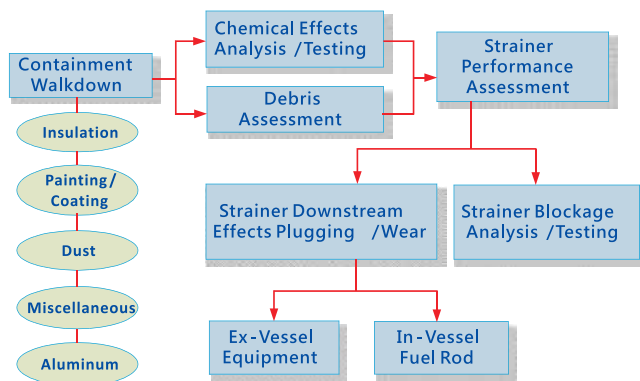 Containment
Walkdown
Insulation
Painting/
Coating
Dust
Miscellaneous
Aluminum
Chemical Effects
Analysis /Testing
Debris
Assessment
Strainer
Performance
Assessment
Strainer Downstream
Effects Plugging /Wear
Strainer Blockage
Analysis /Testing
Ex-Vessel
Equipment
In-Vessel
Fuel Rod